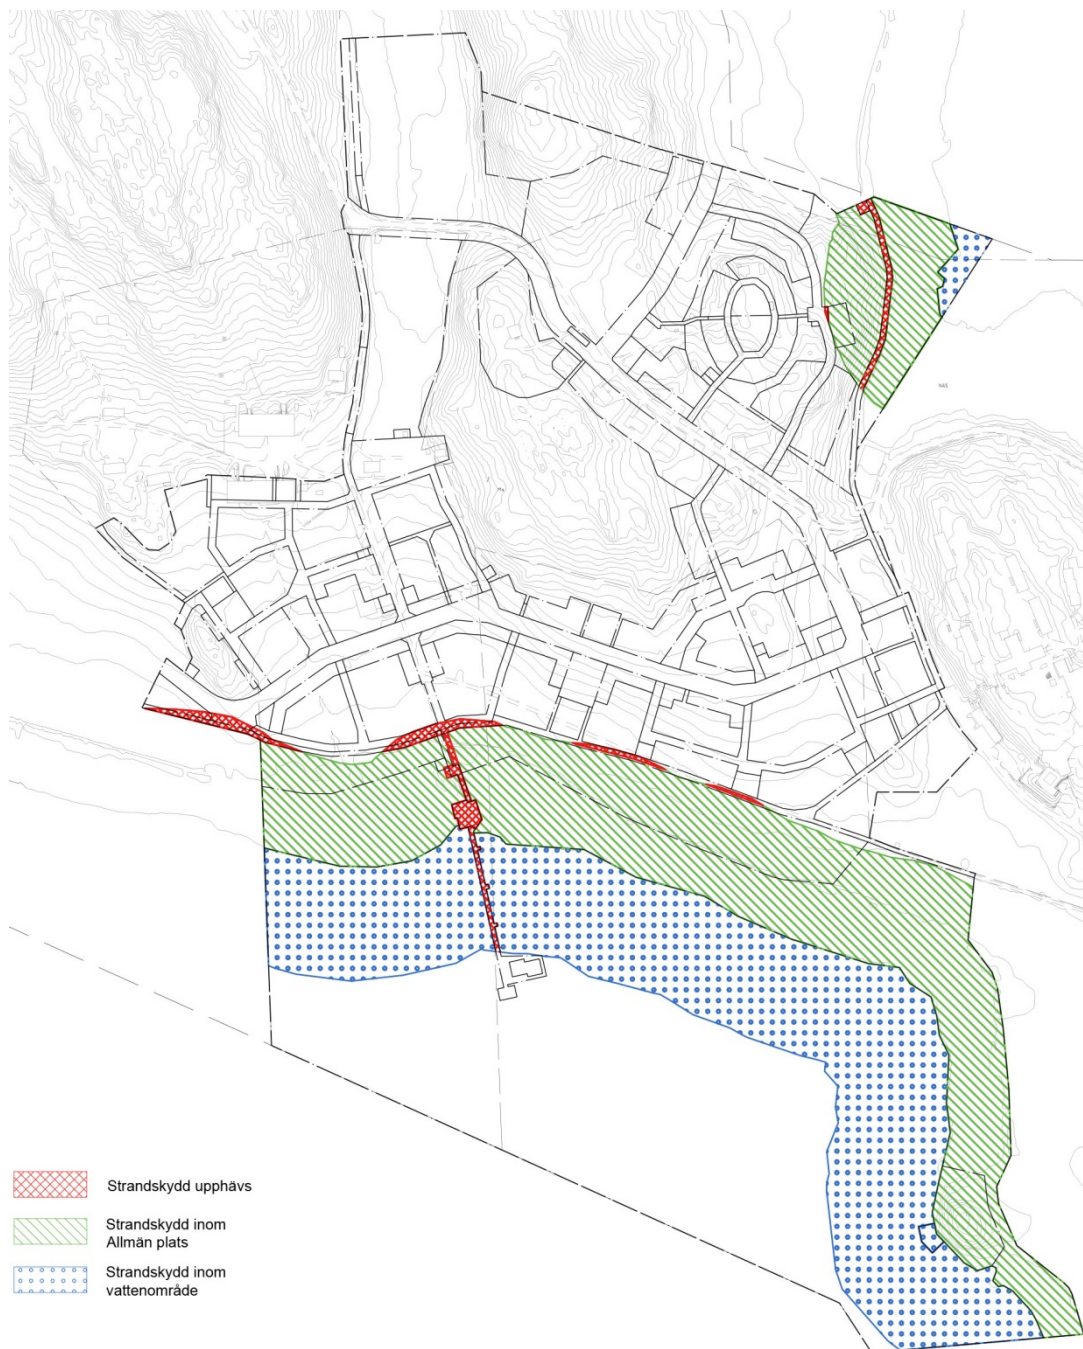 Strandskydd upphävs
Strandskydd inom
Allmän plats
Strandskydd inom
vattenområde